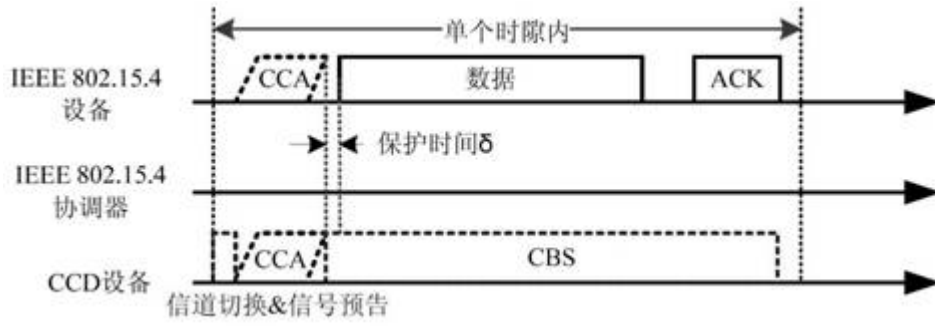 单个时隙内
IEEE 802.15.4
设备
CCA
数据
ACK
保护时间δ
IEEE 802.15.4
协调器
CCD设备
CCA
CBS
信道切换&信号预告